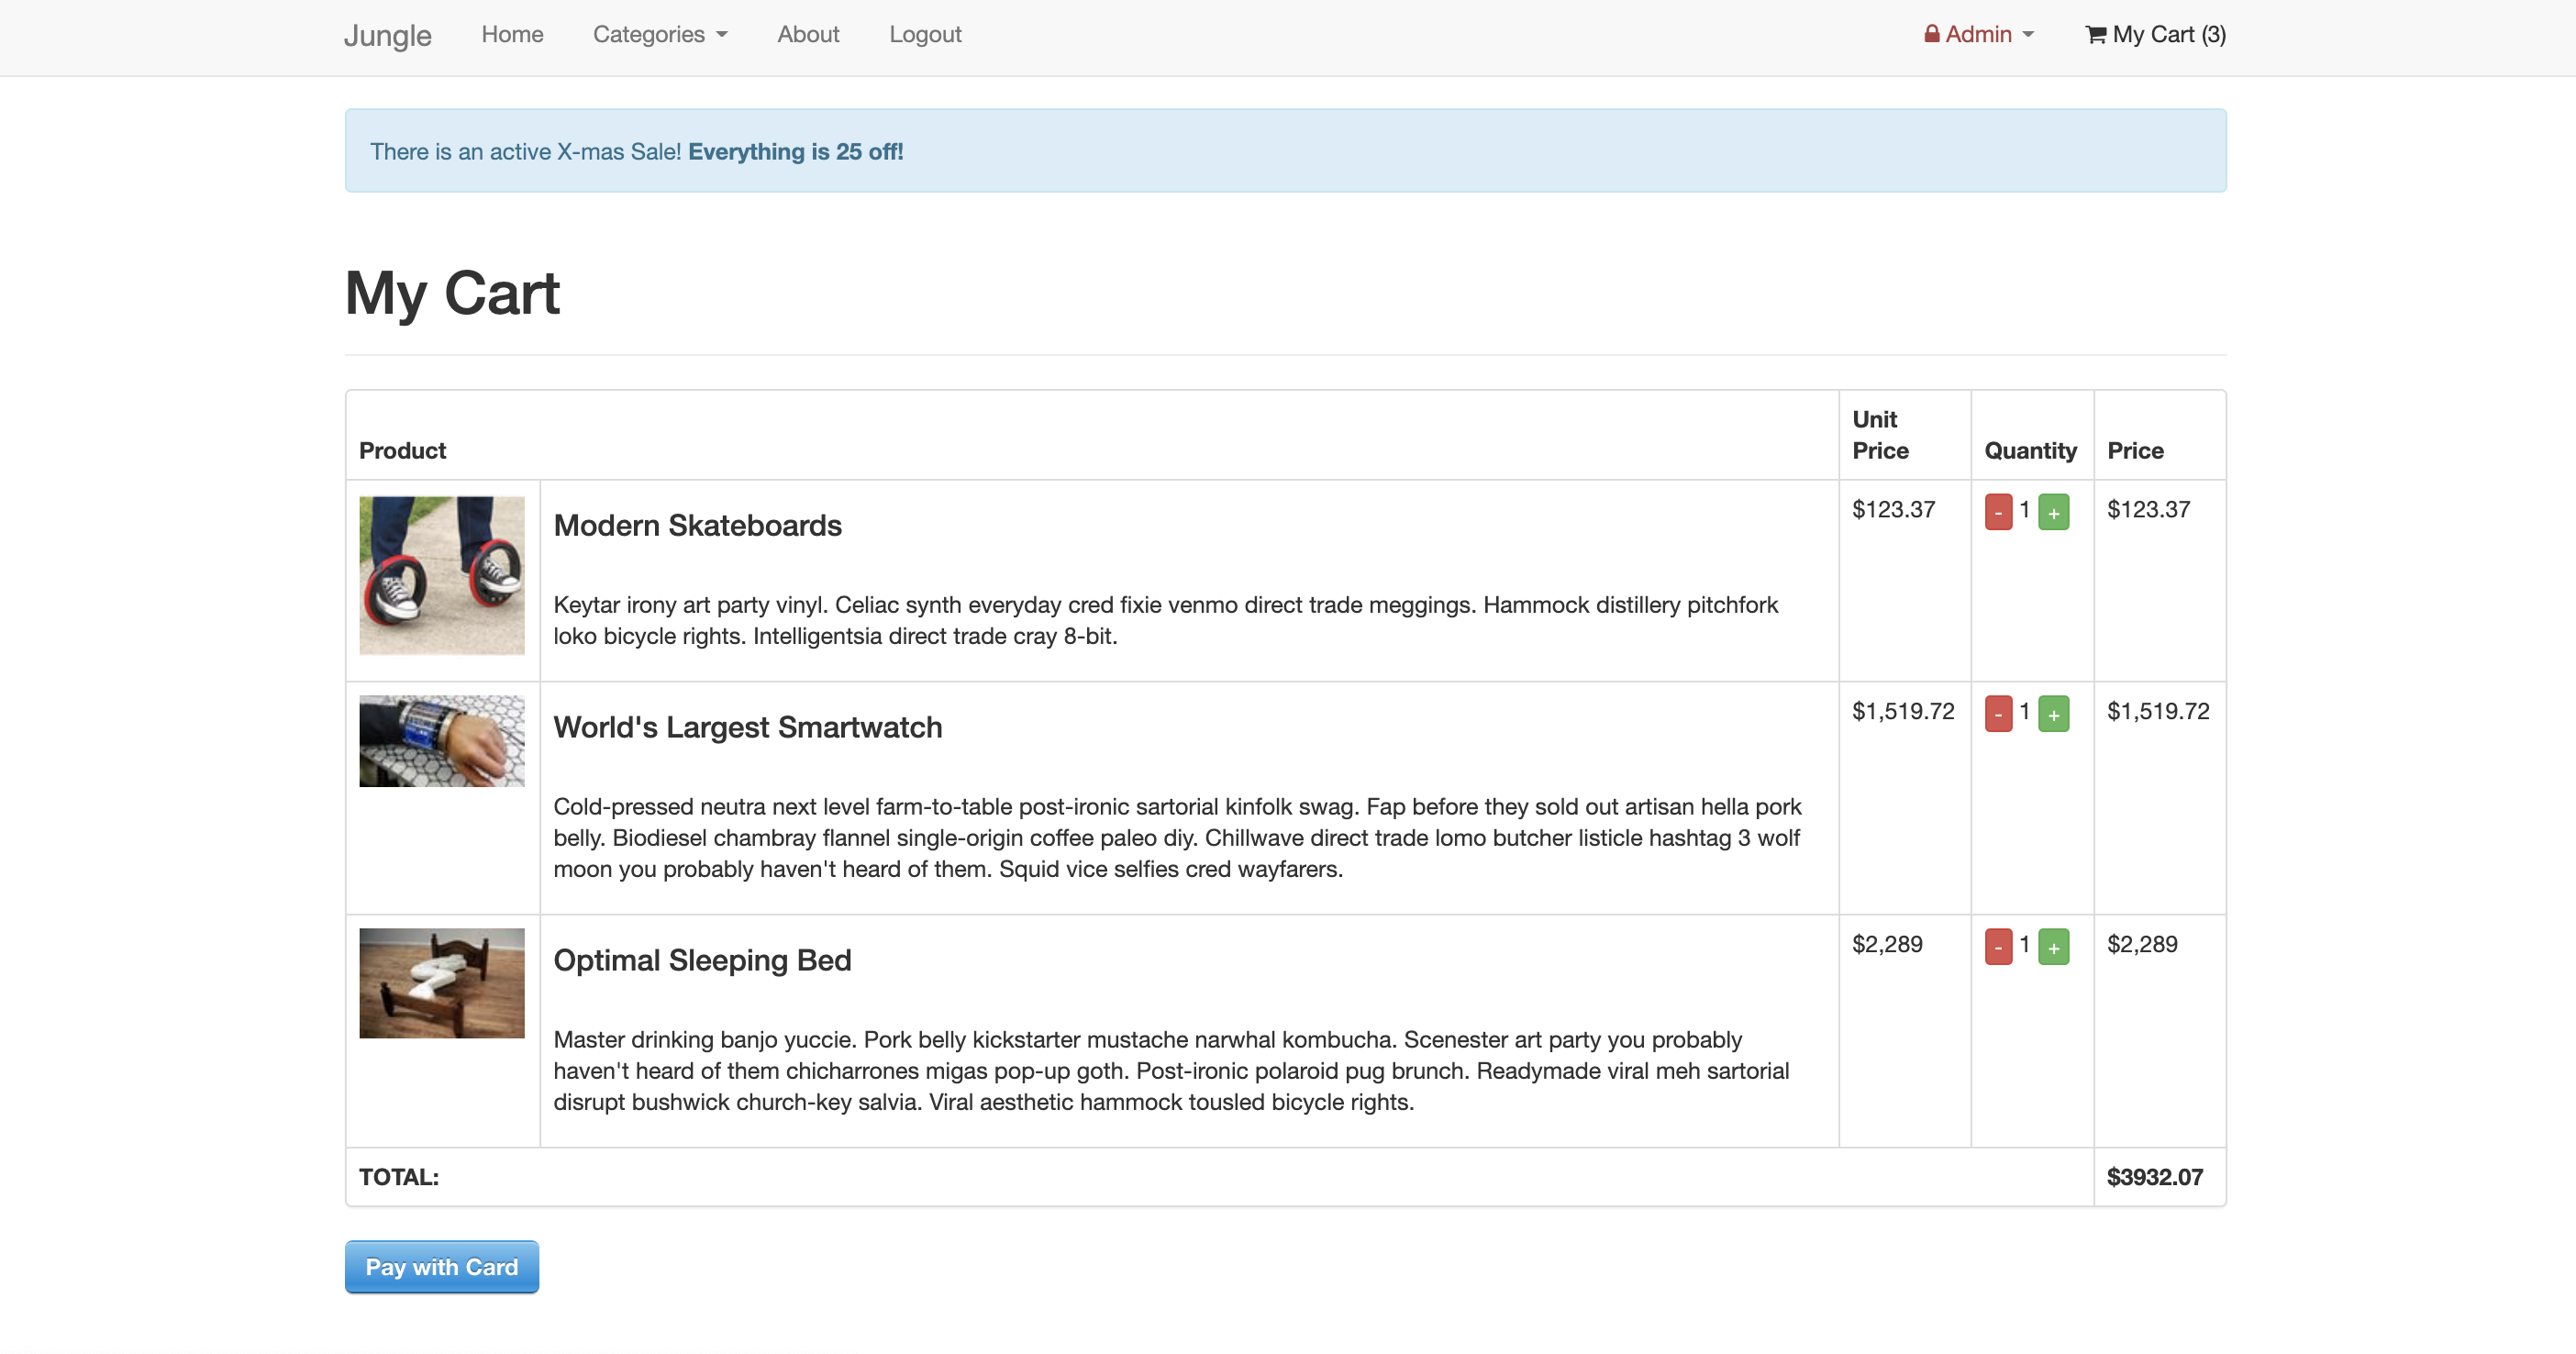 Jungle Home Categories About Logout Admin My Cart (3)
There is an active X-mas Sale! Everything is 25 off!
My Cart
Product Unit Price Quantity Price
Modern Skateboards $123.37 - 1 + $123.37
Keytar irony art party vinyl. Celiac synth everyday cred fixie venmo direct trade meggings. Hammock distillery pitchfork
loko bicycle rights. Intelligentsia direct trade cray 8-bit.
World's Largest Smartwatch $1,519.72 - 1 + $1,519.72
Cold-pressed neutra next level farm-to-table post-ironic sartorial kinfolk swag. Fap before they sold out artisan hella pork
belly. Biodiesel chambray flannel single-origin coffee paleo diy. Chillwave direct trade lomo butcher listicle hashtag 3 wolf
moon you probably haven't heard of them. Squid vice selfies cred wayfarers.
Optimal Sleeping Bed $2,289 - 1 + $2,289
Master drinking banjo yuccie. Pork belly kickstarter mustache narwhal kombucha. Scenester art party you probably
haven't heard of them chicharrones migas pop-up goth. Post-ironic polaroid pug brunch. Readymade viral meh sartorial
disrupt bushwick church-key salvia. Viral aesthetic hammock tousled bicycle rights.
TOTAL: $3932.07
Pay with Card